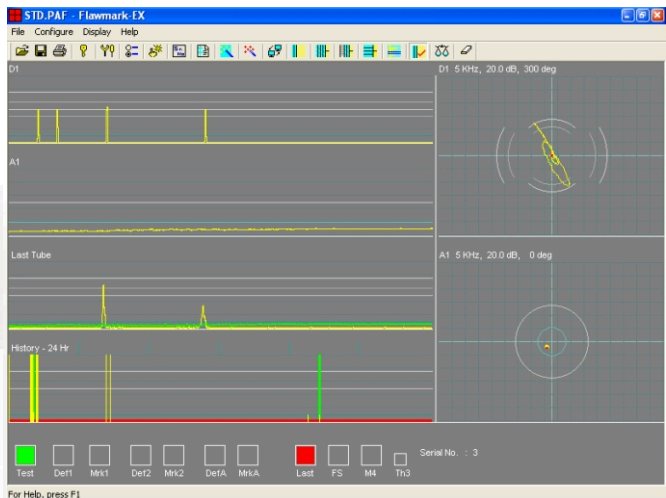 STD.PAF - Flawmark-EX
File Configure Display Help
D1
D1 5 KHz, 20.0 dB, 300 deg
A1
Last Tube
A1 5 KHz, 20.0 dB, 0 deg
History - 24 Hr
Serial No. : 3
Test Def1 Mrk1 Def2 Mrk2 DefA MrkA Last FS M4 Th3
For Help, press F1